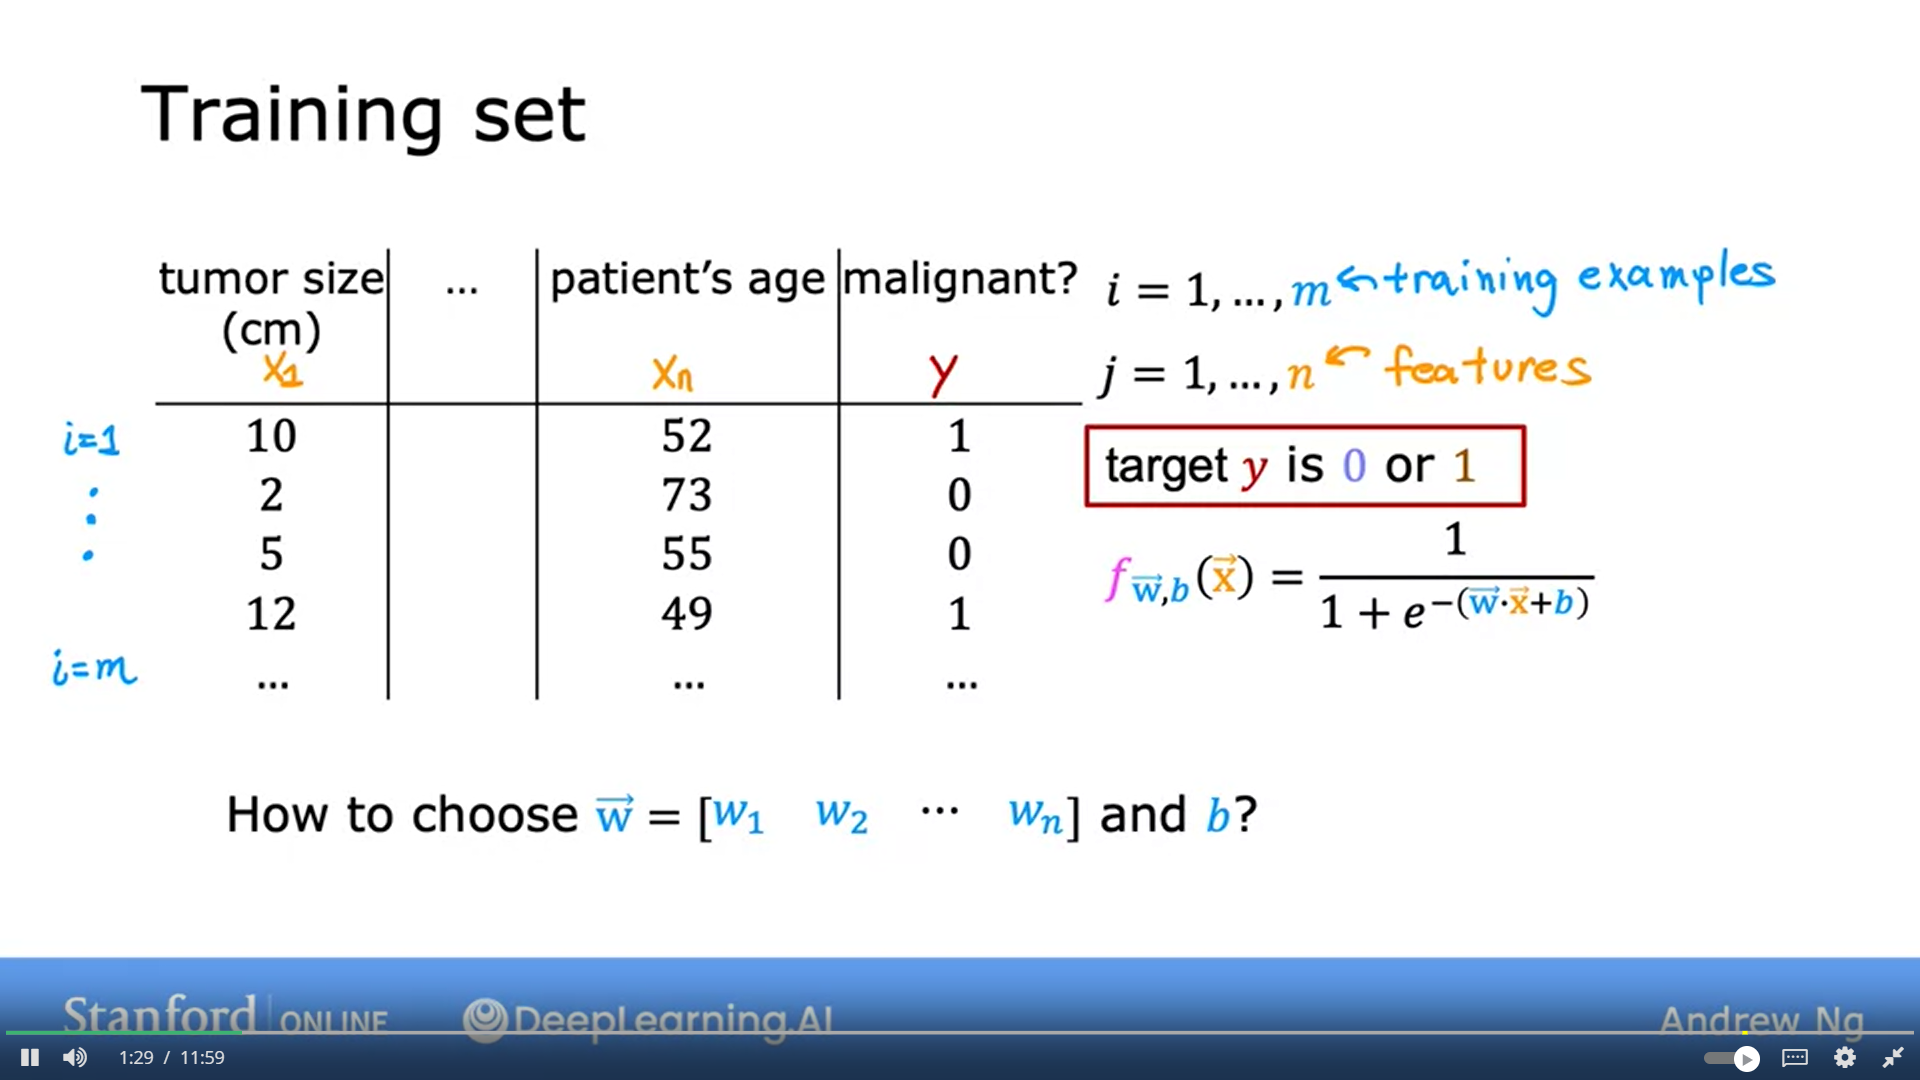 Training set
tumor size (cm) ... patient's age malignant?
x₁ xₙ y
i=1 10 52 1
2 73 0
5 55 0
12 49 1
i=m ... ... ...
i = 1, ..., m ← training examples
j = 1, ..., n ← features
target y is 0 or 1
f w⃗,b (x⃗) = 1 / (1 + e^−(w⃗·x⃗+b))
How to choose w⃗ = [w₁ w₂ ⋯ wₙ] and b?
Stanford | ONLINE DeepLearning.AI Andrew Ng
1:29 / 11:59